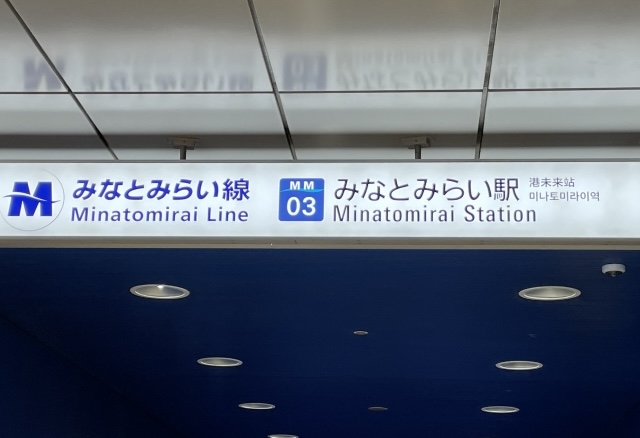 M みなとみらい線
Minatomirai Line
MM
03
みなとみらい駅
Minatomirai Station
港未来站
미나토미라이역